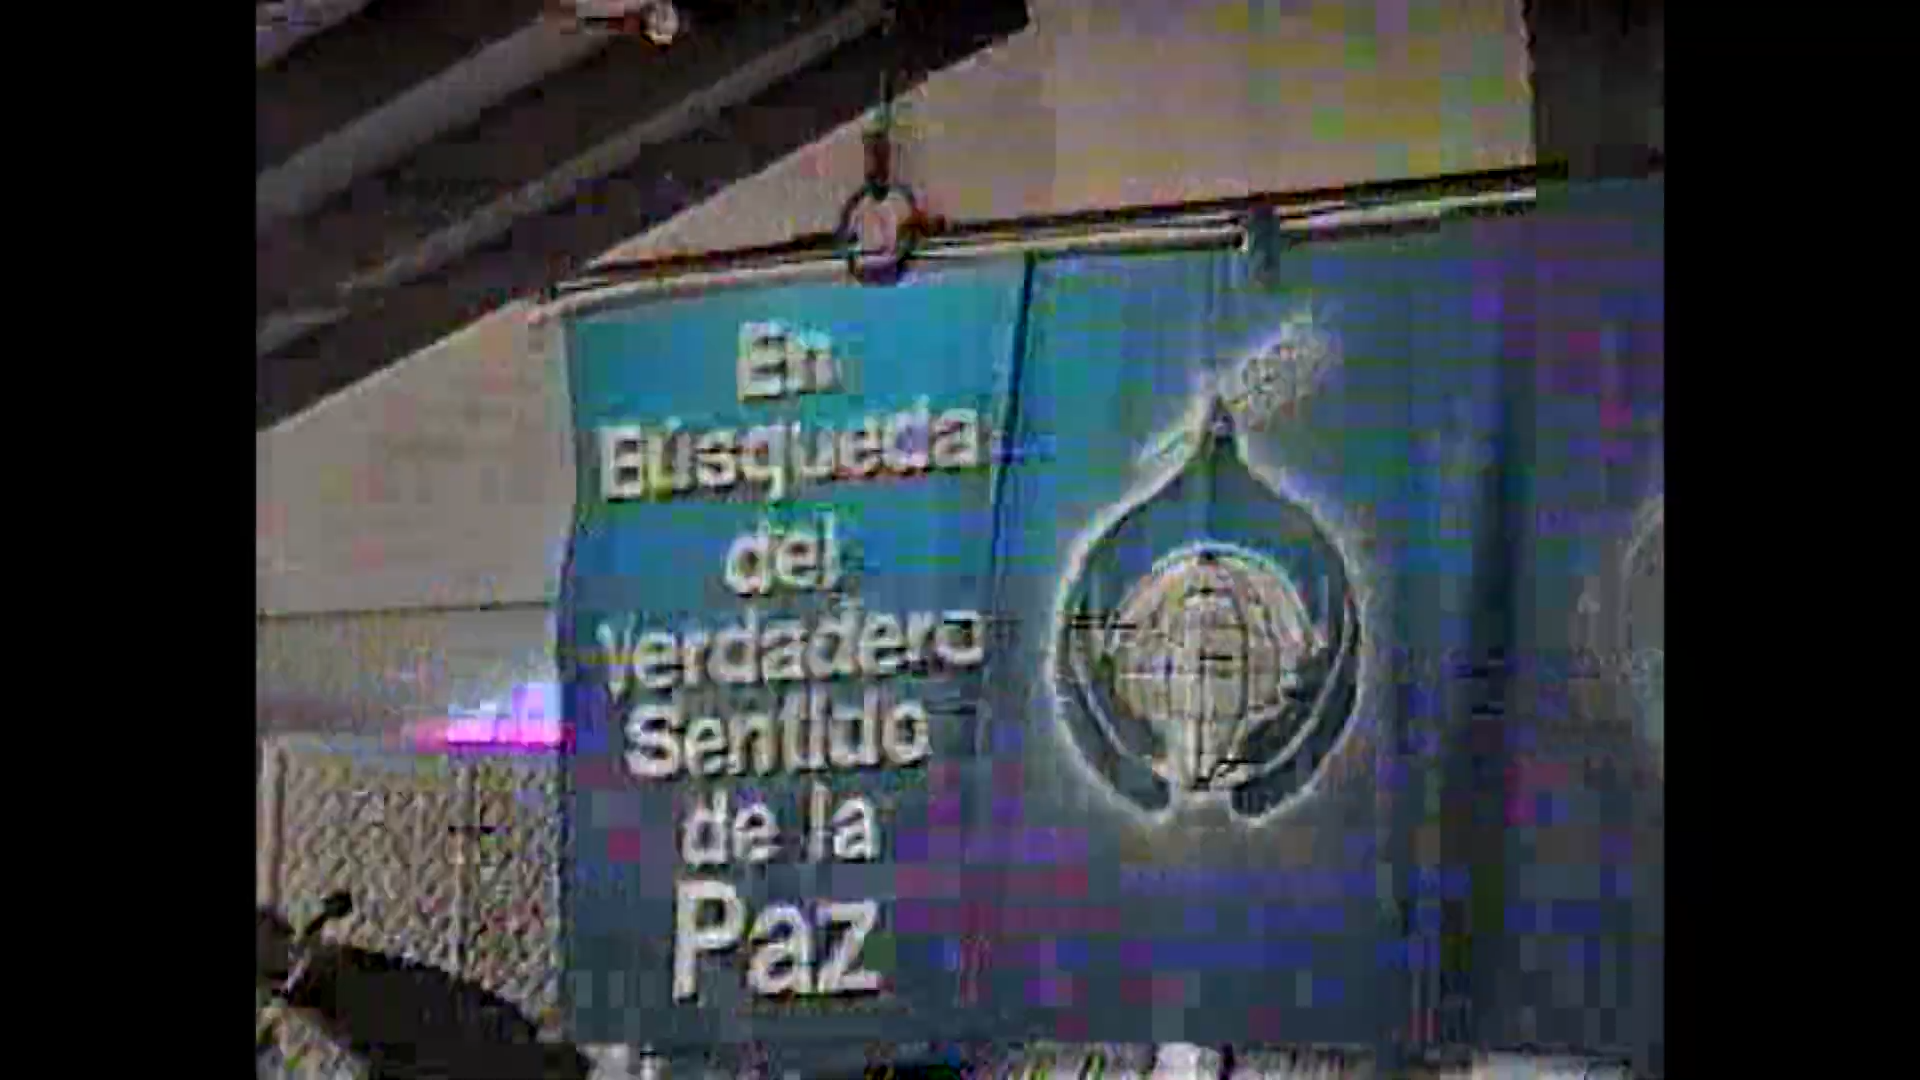 En
Búsqueda
del
Verdadero
Sentido
de la
Paz